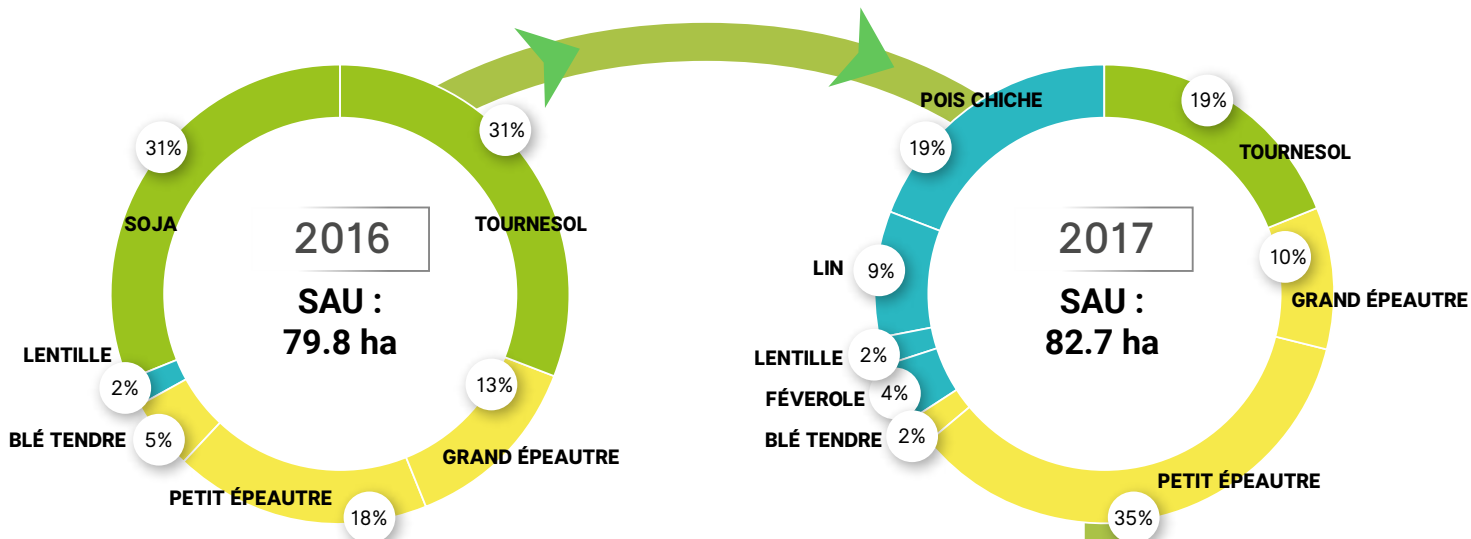 31%
31%
SOJA
TOURNESOL
2016
SAU :
79.8 ha
LENTILLE
2%
13%
BLÉ TENDRE
5%
GRAND ÉPEAUTRE
PETIT ÉPEAUTRE
18%
POIS CHICHE
19%
19%
TOURNESOL
2017
SAU :
82.7 ha
LIN
9%
10%
GRAND ÉPEAUTRE
LENTILLE
2%
FÉVEROLE
4%
BLÉ TENDRE
2%
PETIT ÉPEAUTRE
35%